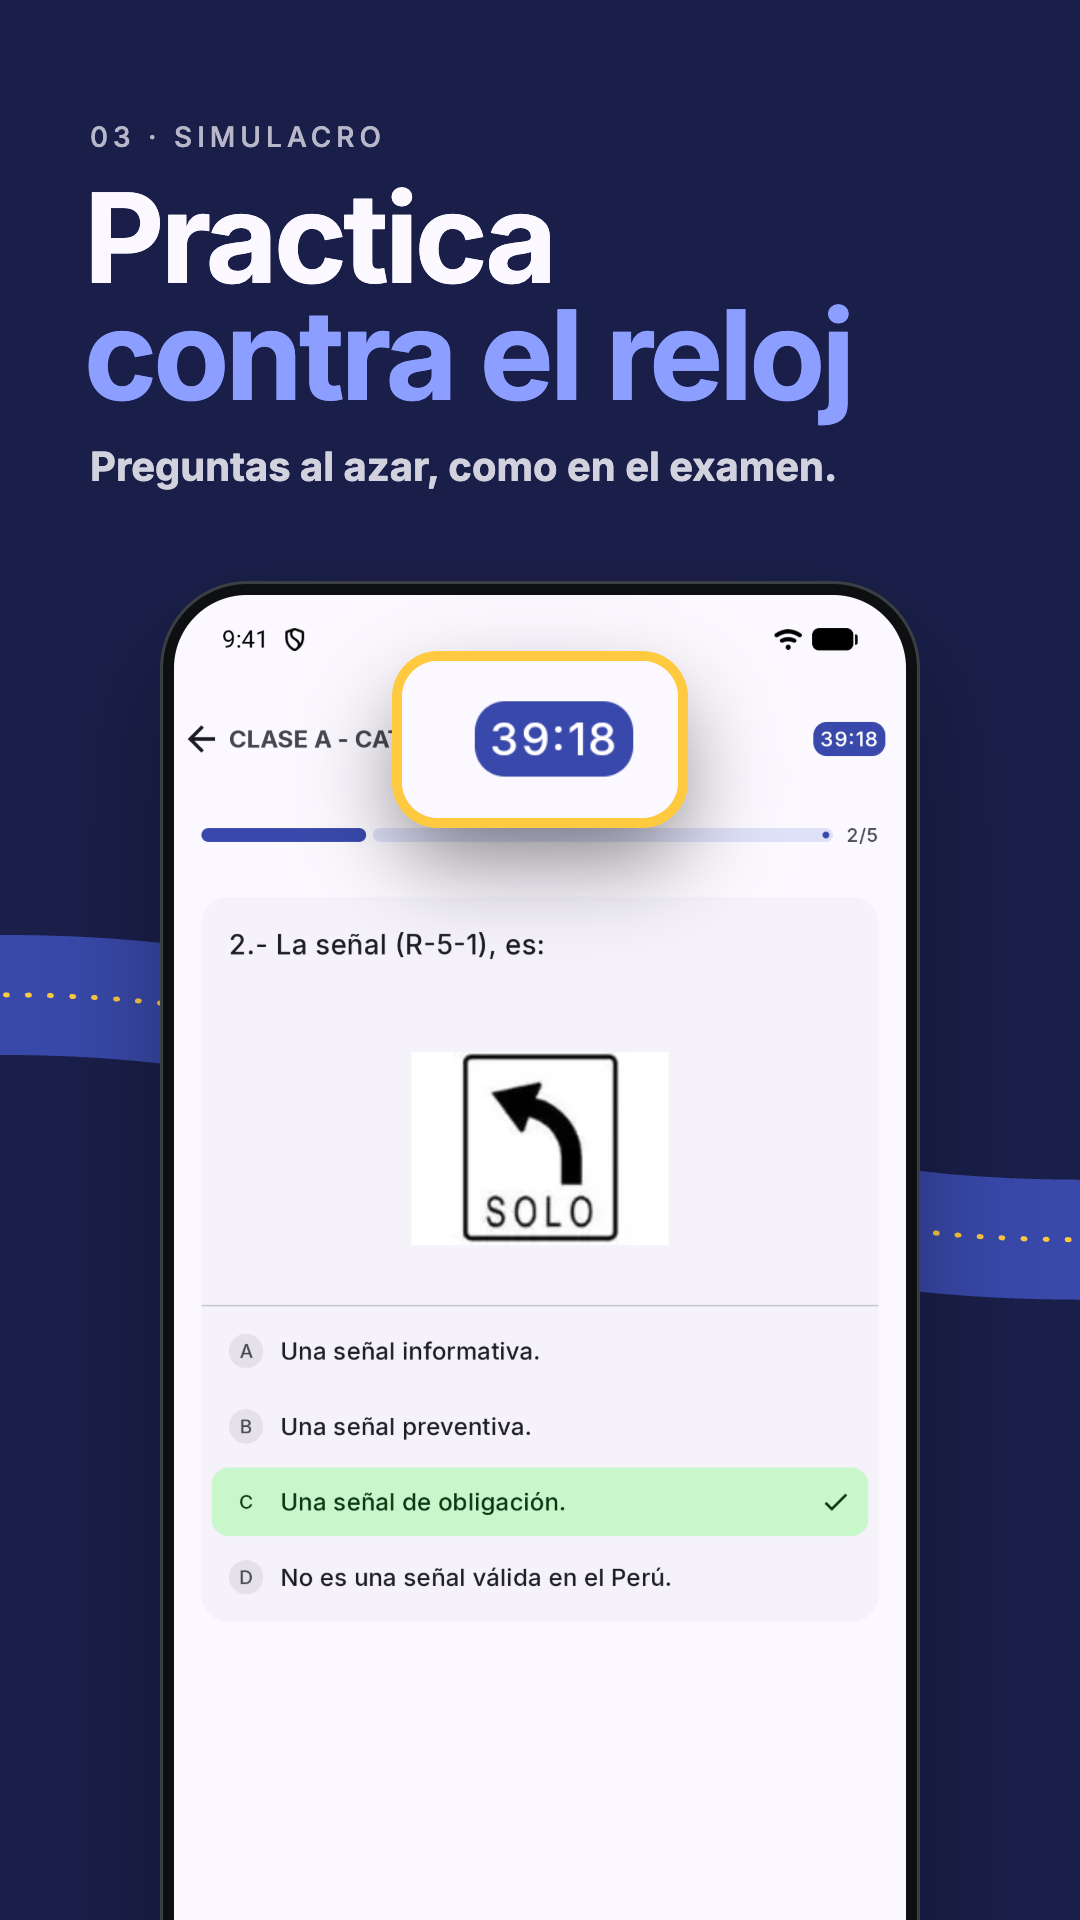 03 · SIMULACRO
Practica
contra el reloj
Preguntas al azar, como en el examen.
9:41
CLASE A - CAT
39:18
39:18
2/5
2.- La señal (R-5-1), es:
SOLO
A Una señal informativa.
B Una señal preventiva.
C Una señal de obligación.
D No es una señal válida en el Perú.